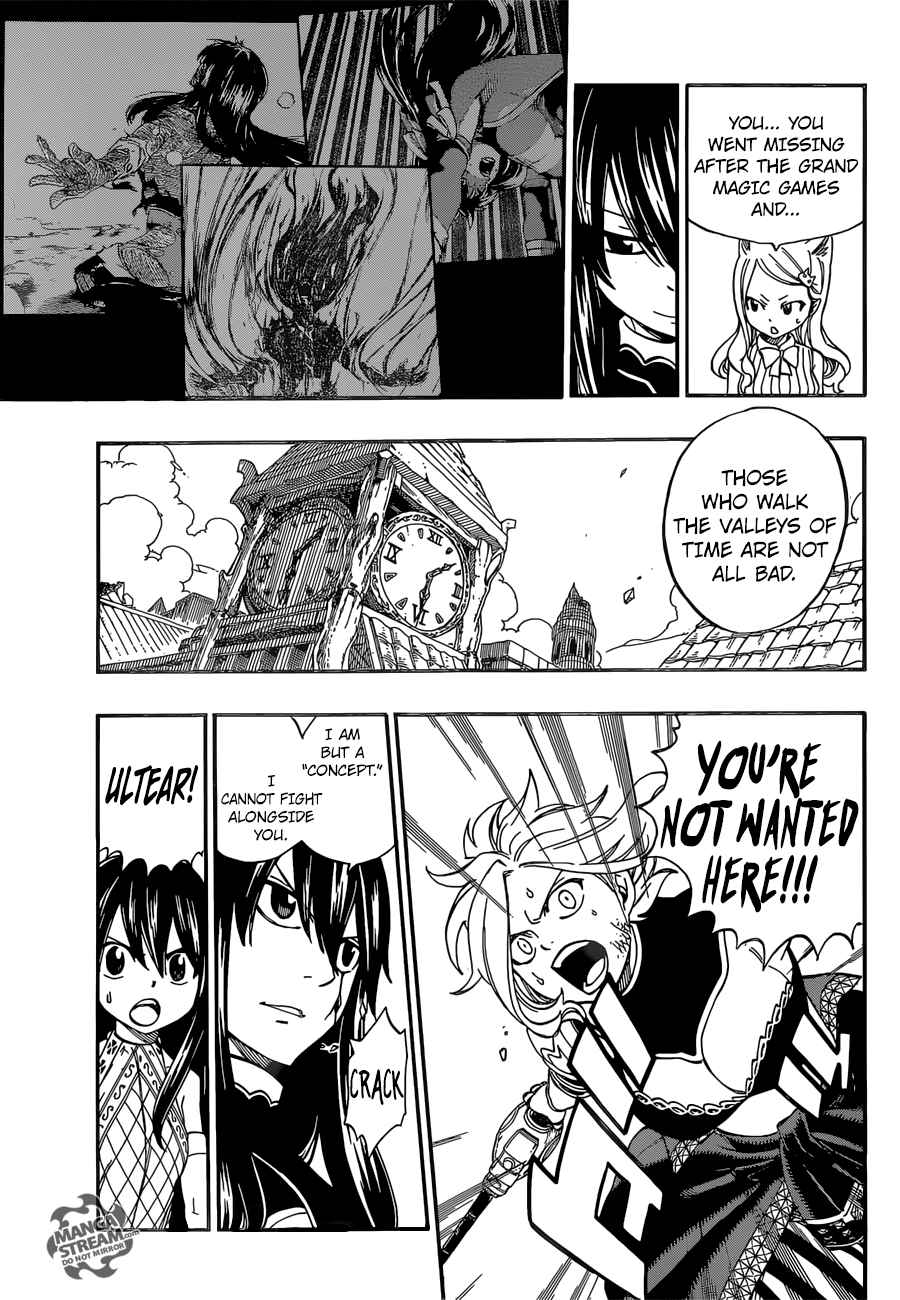 YOU... YOU
WENT MISSING
AFTER THE GRAND
MAGIC GAMES
AND...
THOSE
WHO WALK
THE VALLEYS OF
TIME ARE NOT
ALL BAD.
XII
YOU'RE
NOT WANTED
HERE!!!
I AM
BUT A
"CONCEPT."
I
CANNOT FIGHT
ALONGSIDE
YOU.
CRACK
ULTEAR!
MANGA
STREAM.com
DO NOT MIRROR